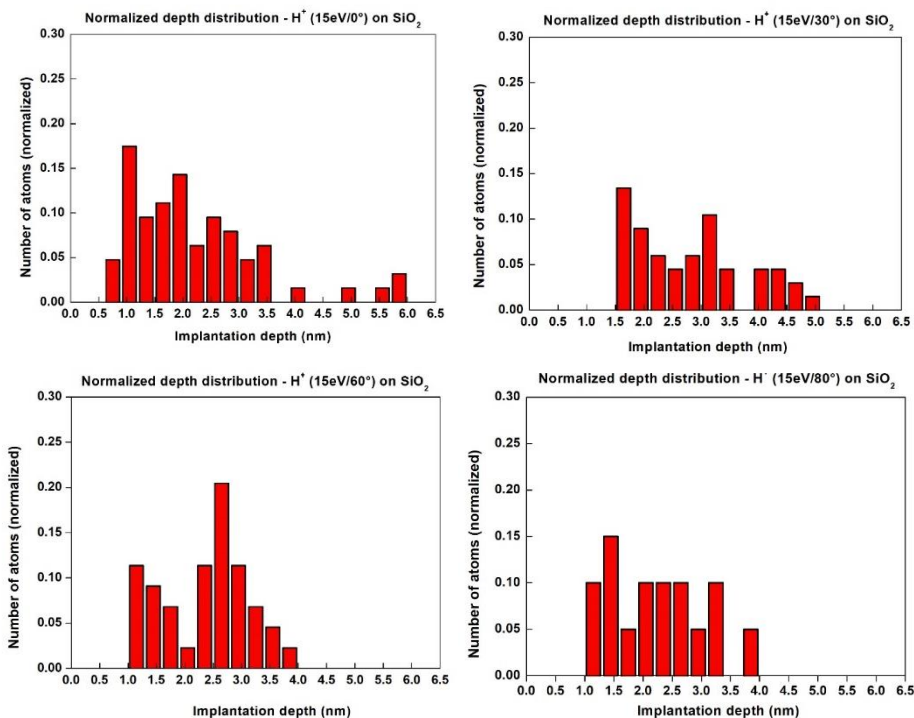 Normalized depth distribution - H⁺ (15eV/0°) on SiO₂
0.30
0.25
0.20
0.15
0.10
0.05
0.00
Number of atoms (normalized)
0.0 0.5 1.0 1.5 2.0 2.5 3.0 3.5 4.0 4.5 5.0 5.5 6.0 6.5
Implantation depth (nm)
Normalized depth distribution - H⁺ (15eV/30°) on SiO₂
0.30
0.25
0.20
0.15
0.10
0.05
0.00
Number of atoms (normalized)
0.0 0.5 1.0 1.5 2.0 2.5 3.0 3.5 4.0 4.5 5.0 5.5 6.0 6.5
Implantation depth (nm)
Normalized depth distribution - H⁺ (15eV/60°) on SiO₂
0.30
0.25
0.20
0.15
0.10
0.05
0.00
Number of atoms (normalized)
0.0 0.5 1.0 1.5 2.0 2.5 3.0 3.5 4.0 4.5 5.0 5.5 6.0 6.5
Implantation depth (nm)
Normalized depth distribution - H⁻ (15eV/80°) on SiO₂
0.30
0.25
0.20
0.15
0.10
0.05
0.00
Number of atoms (normalized)
0.0 0.5 1.0 1.5 2.0 2.5 3.0 3.5 4.0 4.5 5.0 5.5 6.0 6.5
Implantation depth (nm)